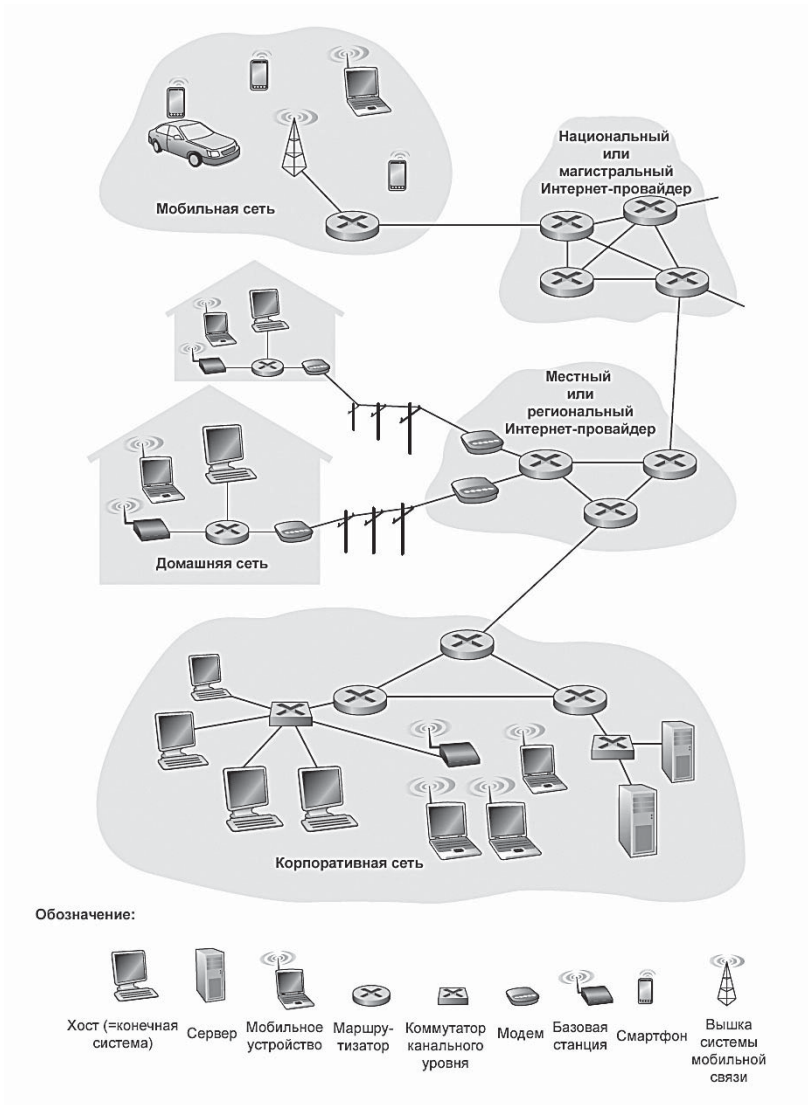 Национальный
или
магистральный
Интернет-провайдер
Мобильная сеть
Местный
или
региональный
Интернет-провайдер
Домашняя сеть
Корпоративная сеть
Обозначение:
Хост (=конечная
система)
Сервер
Мобильное
устройство
Маршру-
тизатор
Коммутатор
канального
уровня
Модем
Базовая
станция
Смартфон
Вышка
системы
мобильной
связи